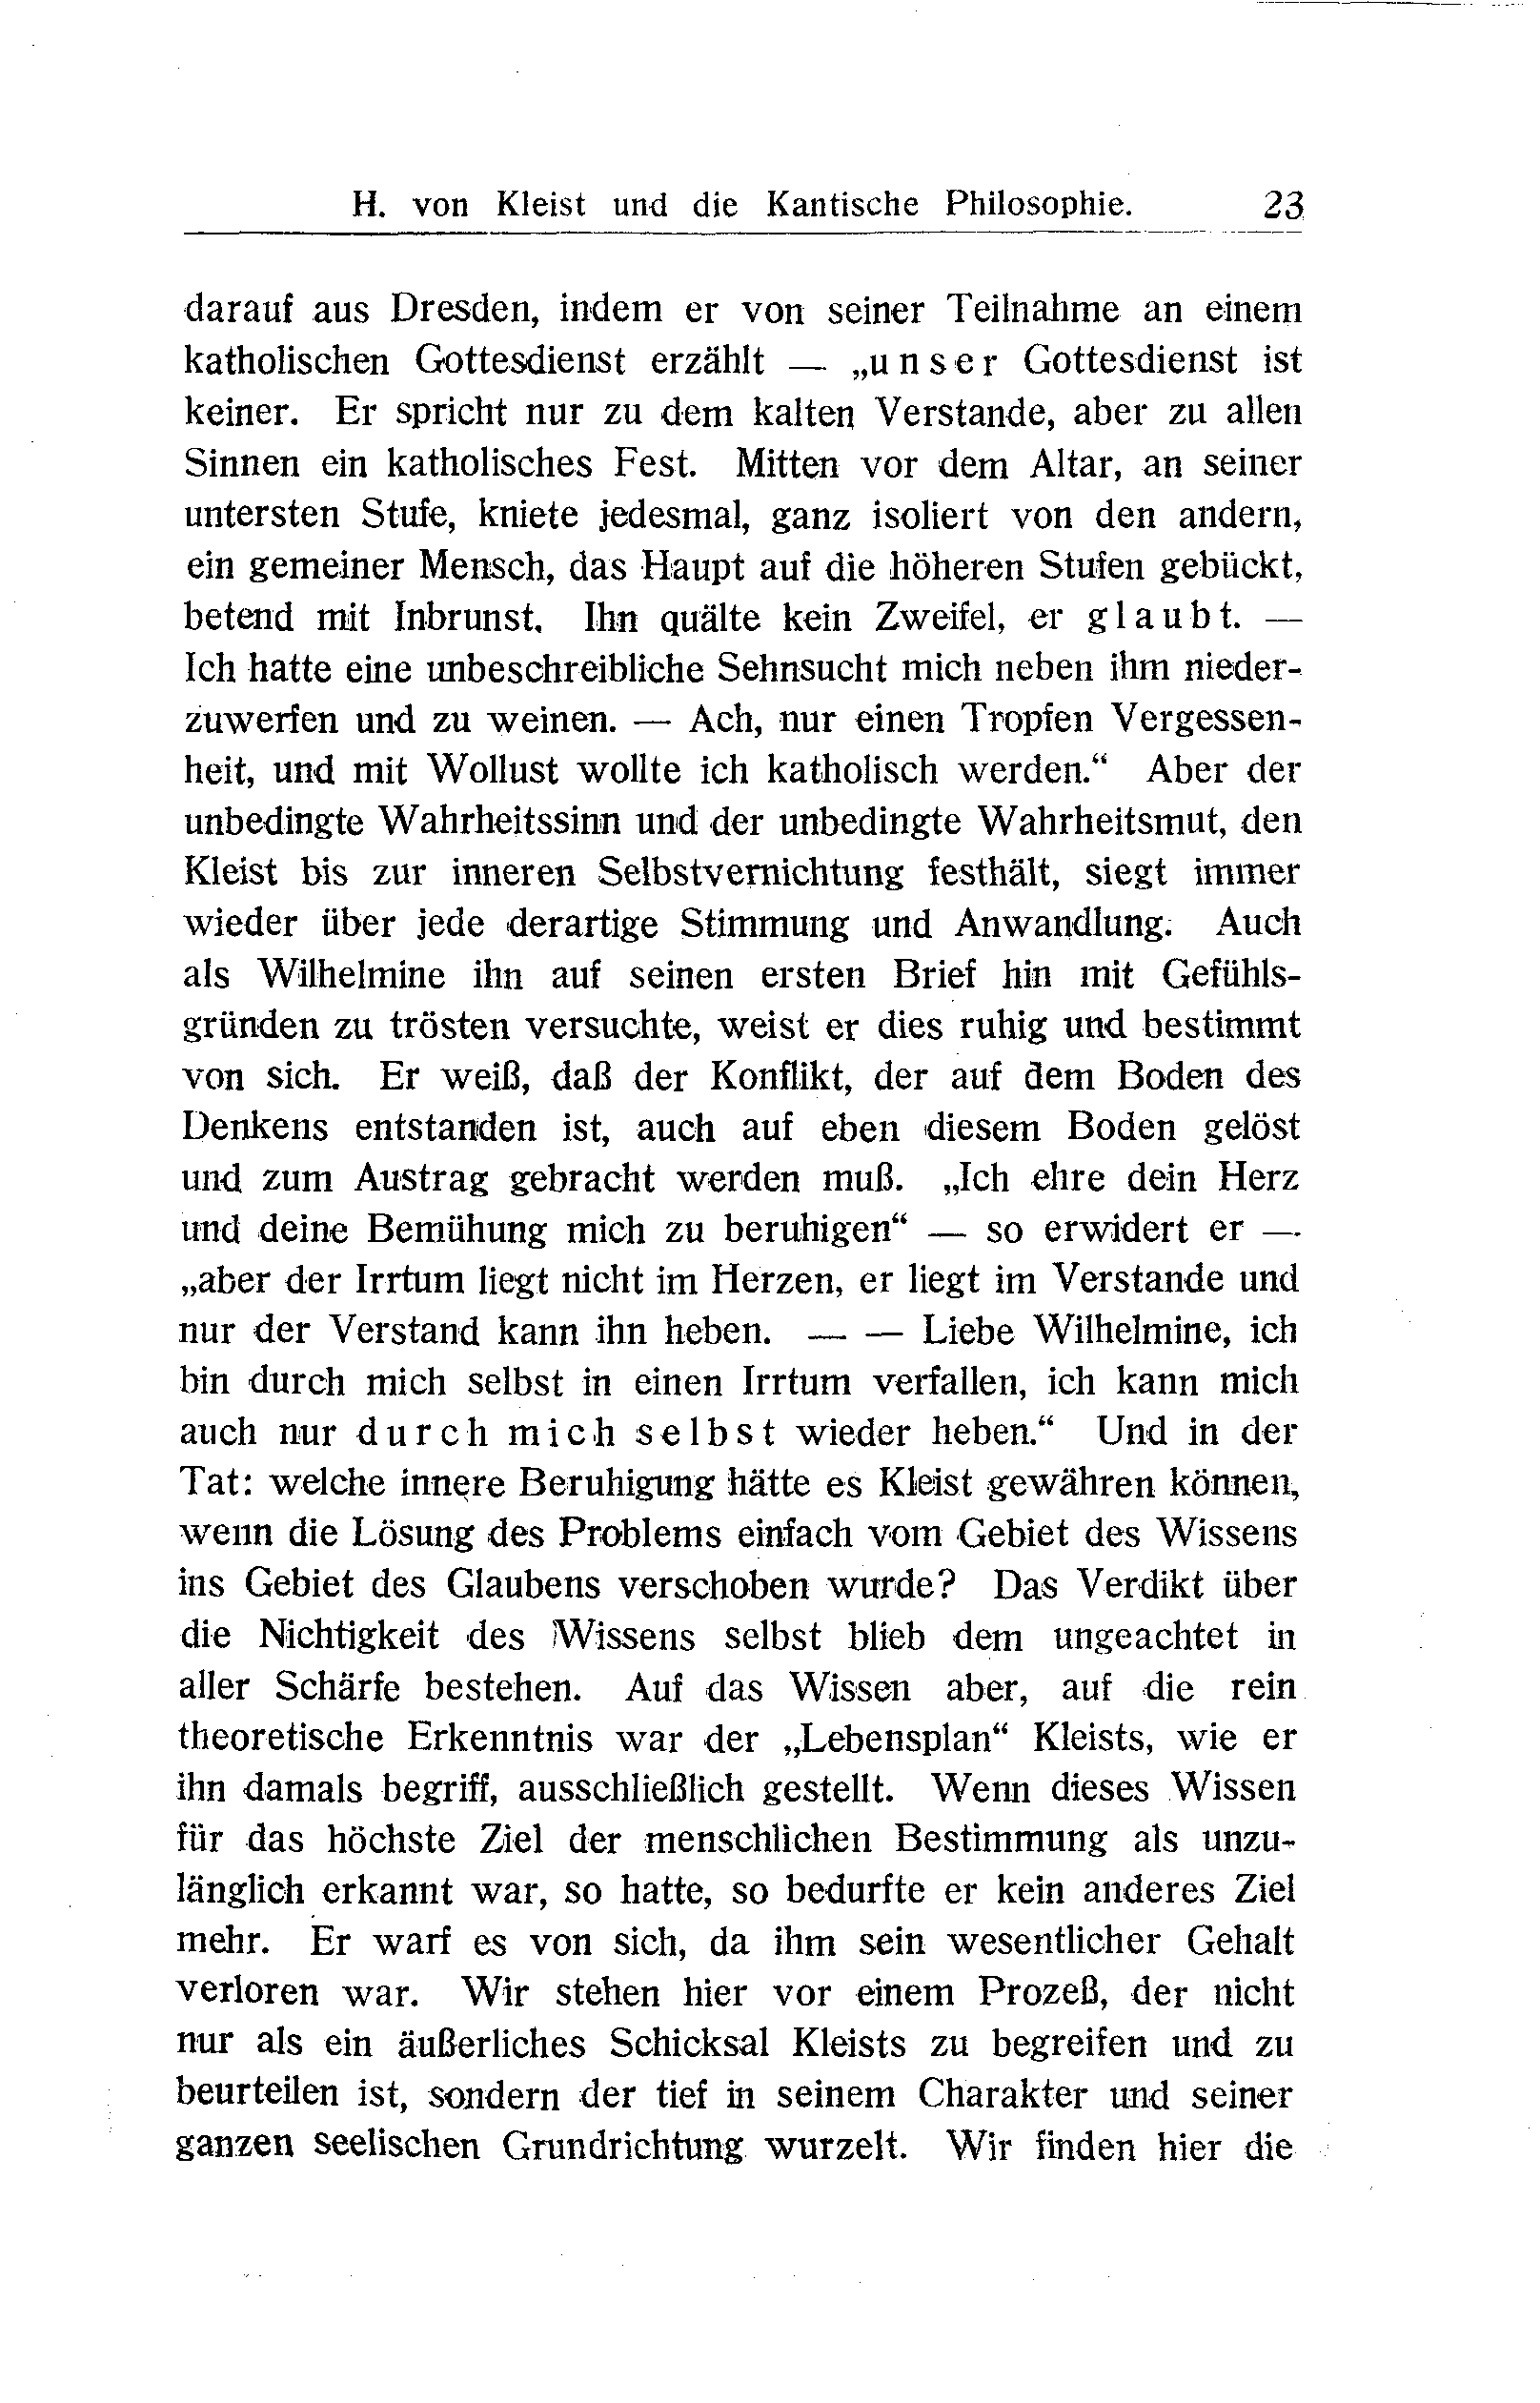 H. von Kleist und die Kantische Philosophie. 23
darauf aus Dresden, indem er von seiner Teilnahme an einem
katholischen Gottesdienst erzählt — „unser Gottesdienst ist
keiner. Er spricht nur zu dem kalten Verstande, aber zu allen
Sinnen ein katholisches Fest. Mitten vor dem Altar, an seiner
untersten Stufe, kniete jedesmal, ganz isoliert von den andern,
ein gemeiner Mensch, das Haupt auf die höheren Stufen gebückt,
betend mit Inbrunst. Ihn quälte kein Zweifel, er glaubt. —
Ich hatte eine unbeschreibliche Sehnsucht mich neben ihm nieder-
zuwerfen und zu weinen. — Ach, nur einen Tropfen Vergessen-
heit, und mit Wollust wollte ich katholisch werden.“ Aber der
unbedingte Wahrheitssinn und der unbedingte Wahrheitsmut, den
Kleist bis zur inneren Selbstvernichtung festhält, siegt immer
wieder über jede derartige Stimmung und Anwandlung. Auch
als Wilhelmine ihn auf seinen ersten Brief hin mit Gefühls-
gründen zu trösten versuchte, weist er dies ruhig und bestimmt
von sich. Er weiß, daß der Konflikt, der auf dem Boden des
Denkens entstanden ist, auch auf eben diesem Boden gelöst
und zum Austrag gebracht werden muß. „Ich ehre dein Herz
und deine Bemühung mich zu beruhigen“ — so erwidert er —
„aber der Irrtum liegt nicht im Herzen, er liegt im Verstande und
nur der Verstand kann ihn heben. — — Liebe Wilhelmine, ich
bin durch mich selbst in einen Irrtum verfallen, ich kann mich
auch nur durch mich selbst wieder heben.“ Und in der
Tat: welche innere Beruhigung hätte es Kleist gewähren können,
wenn die Lösung des Problems einfach vom Gebiet des Wissens
ins Gebiet des Glaubens verschoben wurde? Das Verdikt über
die Nichtigkeit des Wissens selbst blieb dem ungeachtet in
aller Schärfe bestehen. Auf das Wissen aber, auf die rein
theoretische Erkenntnis war der „Lebensplan“ Kleists, wie er
ihn damals begriff, ausschließlich gestellt. Wenn dieses Wissen
für das höchste Ziel der menschlichen Bestimmung als unzu-
länglich erkannt war, so hatte, so bedurfte er kein anderes Ziel
mehr. Er warf es von sich, da ihm sein wesentlicher Gehalt
verloren war. Wir stehen hier vor einem Prozeß, der nicht
nur als ein äußerliches Schicksal Kleists zu begreifen und zu
beurteilen ist, sondern der tief in seinem Charakter und seiner
ganzen seelischen Grundrichtung wurzelt. Wir finden hier die